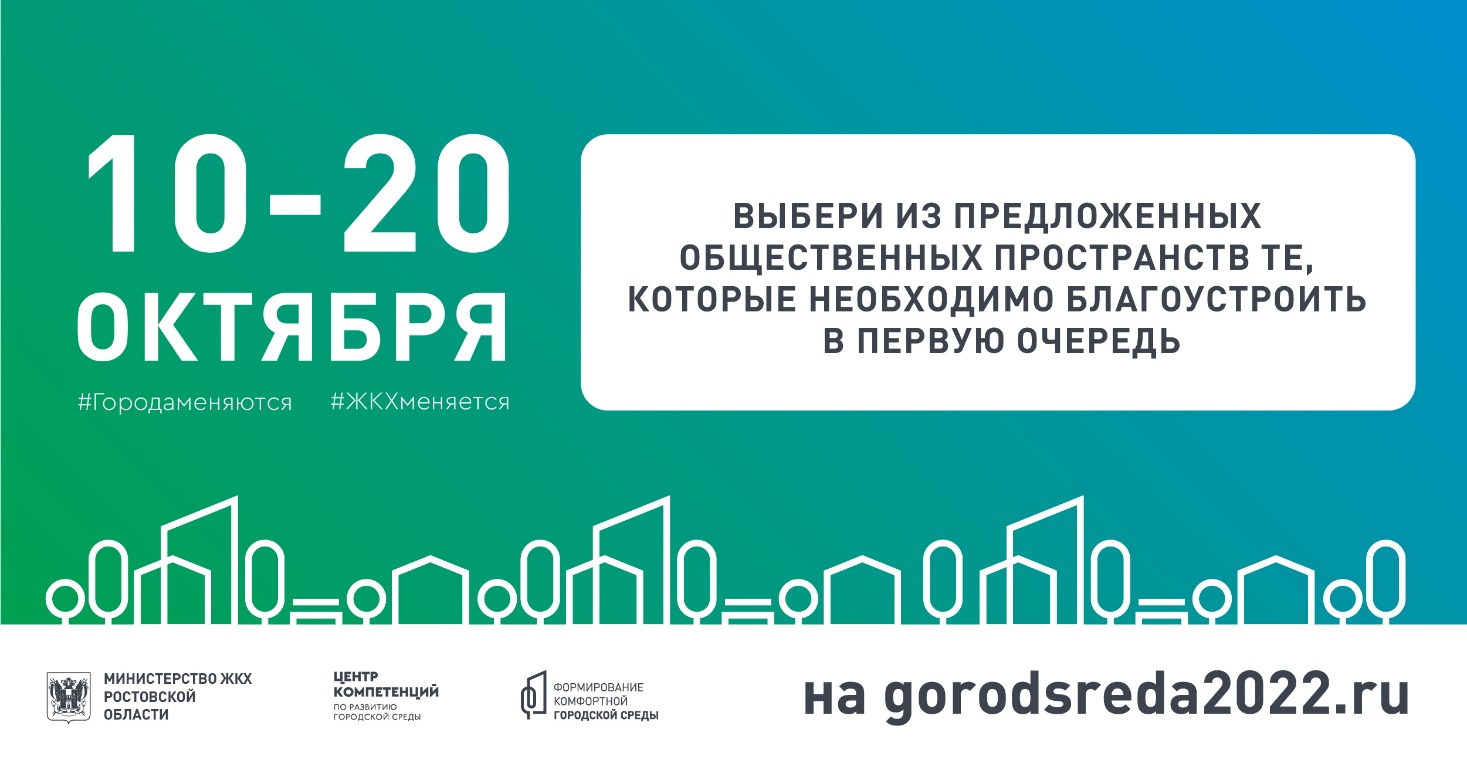 10-20
ОКТЯБРЯ
#Городаменяются #ЖКХменяется
ВЫБЕРИ ИЗ ПРЕДЛОЖЕННЫХ
ОБЩЕСТВЕННЫХ ПРОСТРАНСТВ ТЕ,
КОТОРЫЕ НЕОБХОДИМО БЛАГОУСТРОИТЬ
В ПЕРВУЮ ОЧЕРЕДЬ
МИНИСТЕРСТВО ЖКХ
РОСТОВСКОЙ
ОБЛАСТИ
ЦЕНТР
КОМПЕТЕНЦИЙ
ПО РАЗВИТИЮ
ГОРОДСКОЙ СРЕДЫ
ФОРМИРОВАНИЕ
КОМФОРТНОЙ
ГОРОДСКОЙ СРЕДЫ
на gorodsreda2022.ru